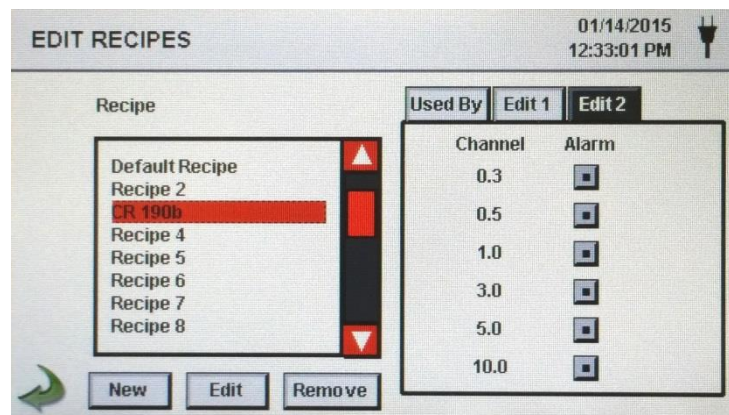 EDIT RECIPES
01/14/2015
12:33:01 PM
Recipe
Default Recipe
Recipe 2
CR 190b
Recipe 4
Recipe 5
Recipe 6
Recipe 7
Recipe 8
New Edit Remove
Used By Edit 1 Edit 2
Channel Alarm
0.3
0.5
1.0
3.0
5.0
10.0